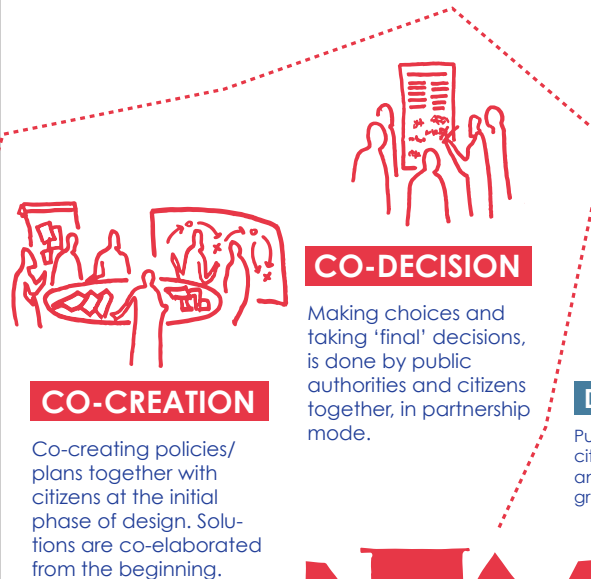 CO-DECISION
Making choices and
taking ‘final’ decisions,
is done by public
authorities and citizens
together, in partnership
mode.
CO-CREATION
Co-creating policies/
plans together with
citizens at the initial
phase of design. Solu-
tions are co-elaborated
from the beginning.